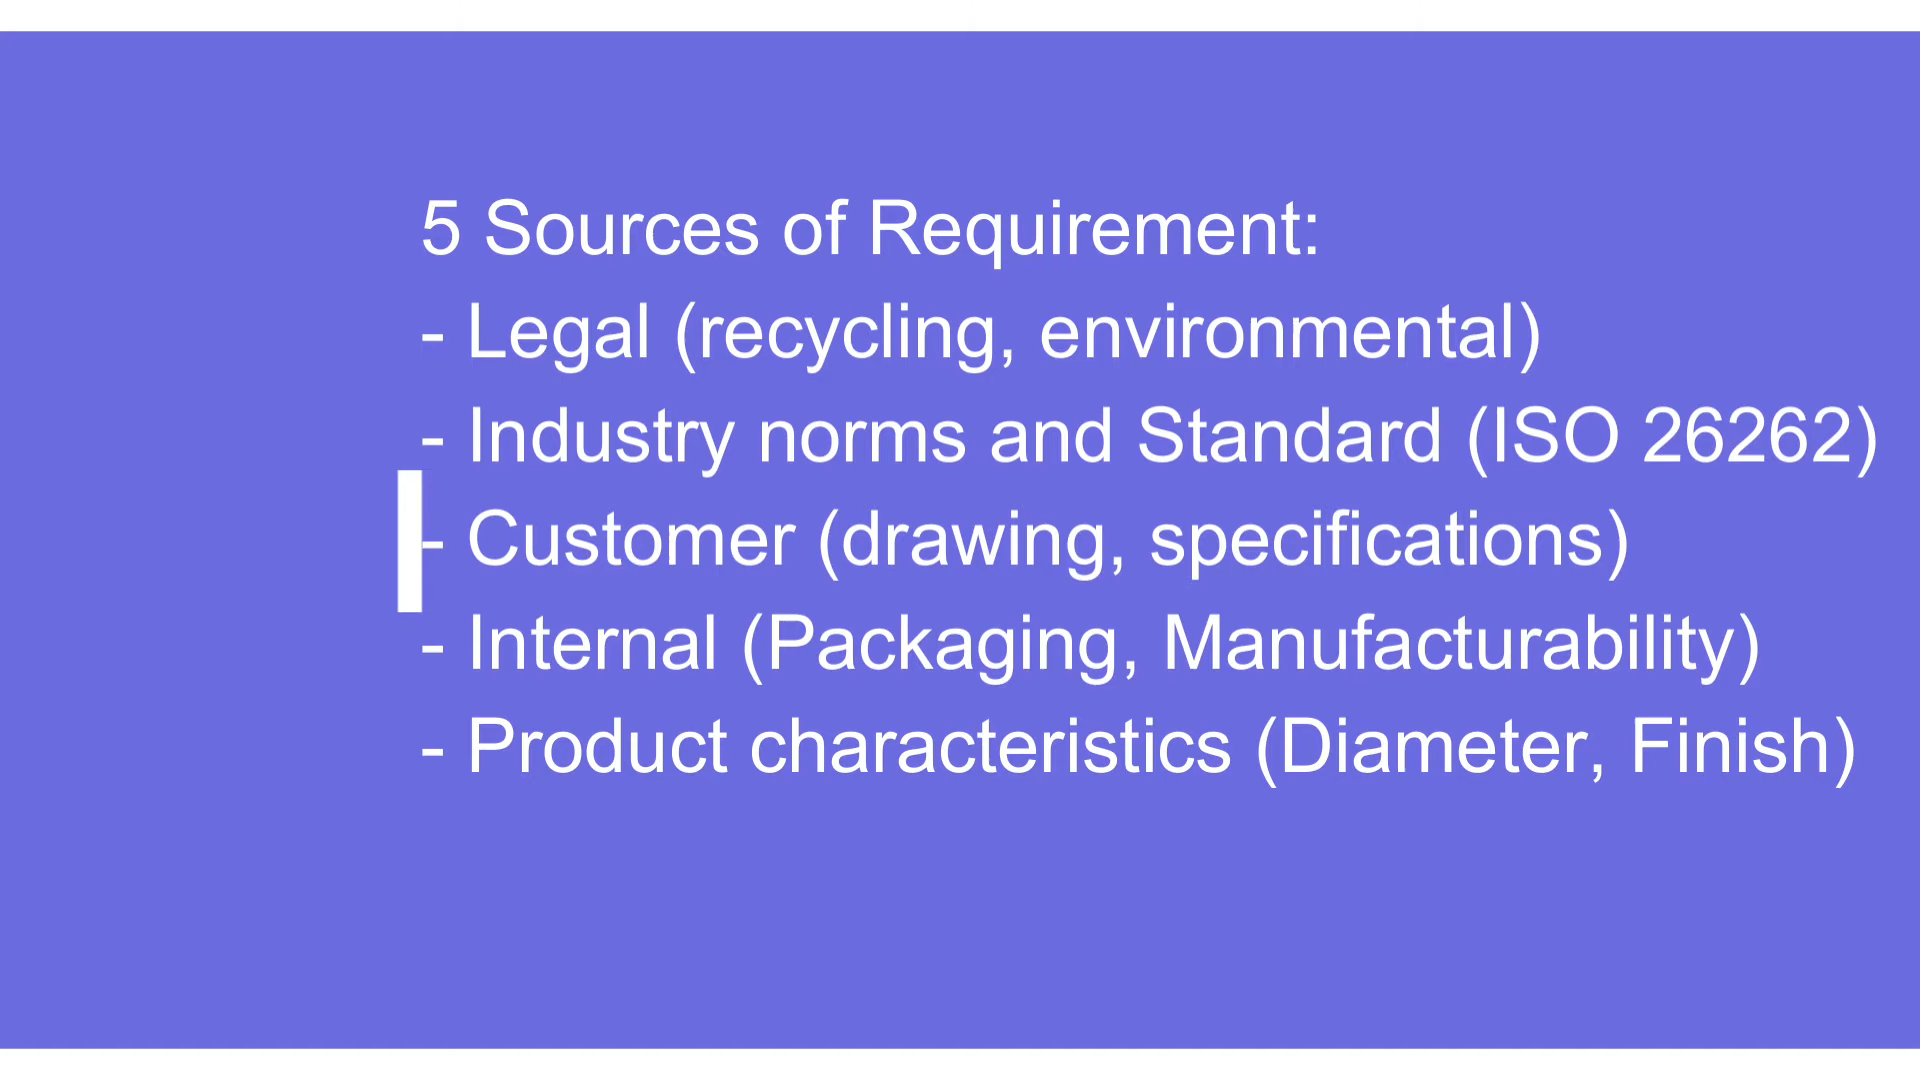 5 Sources of Requirement:
- Legal (recycling, environmental)
- Industry norms and Standard (ISO 26262)
- Customer (drawing, specifications)
- Internal (Packaging, Manufacturability)
- Product characteristics (Diameter, Finish)